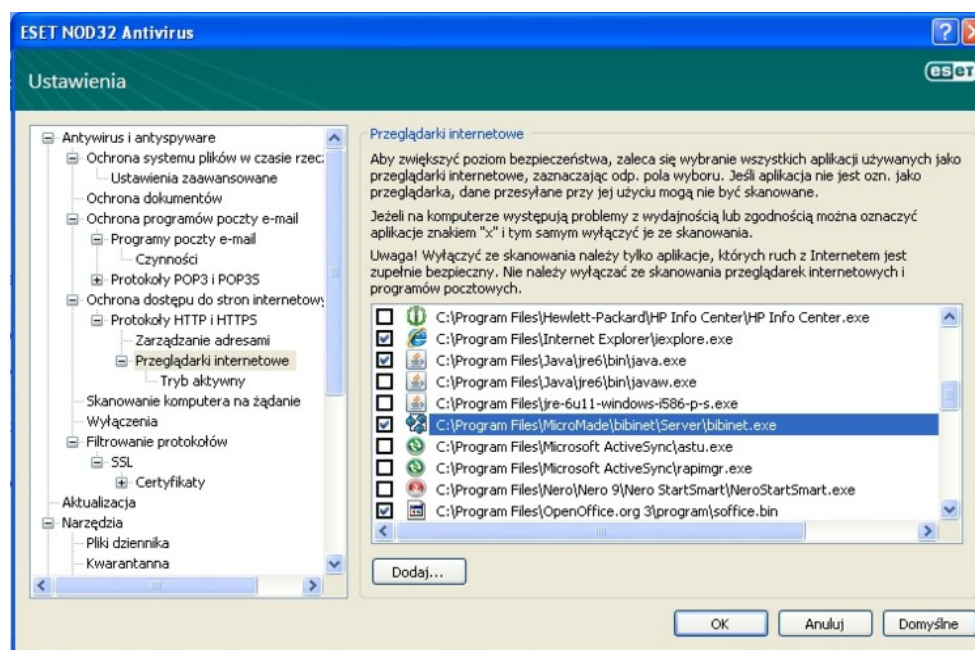 ESET NOD32 Antivirus
Ustawienia
eset
Antywirus i antyspyware
Ochrona systemu plików w czasie rzec
Ustawienia zaawansowane
Ochrona dokumentów
Ochrona programów poczty e-mail
Programy poczty e-mail
Czynności
Protokoły POP3 i POP3S
Ochrona dostępu do stron internetowy
Protokoły HTTP i HTTPS
Zarządzanie adresami
Przeglądarki internetowe
Tryb aktywny
Skanowanie komputera na żądanie
Wyłączenia
Filtrowanie protokołów
SSL
Certyfikaty
Aktualizacja
Narzędzia
Pliki dziennika
Kwarantanna
Przeglądarki internetowe
Aby zwiększyć poziom bezpieczeństwa, zaleca się wybranie wszystkich aplikacji używanych jako
przeglądarki internetowe, zaznaczając odp. pola wyboru. Jeśli aplikacja nie jest ozn. jako
przeglądarka, dane przesyłane przy jej użyciu mogą nie być skanowane.
Jeżeli na komputerze występują problemy z wydajnością lub zgodnością można oznaczyć
aplikacje znakiem "x" i tym samym wyłączyć je ze skanowania.
Uwaga! Wyłączyć ze skanowania należy tylko aplikacje, których ruch z Internetem jest
zupełnie bezpieczny. Nie należy wyłączać ze skanowania przeglądarek internetowych i
programów pocztowych.
C:\Program Files\Hewlett-Packard\HP Info Center\HP Info Center.exe
C:\Program Files\Internet Explorer\iexplore.exe
C:\Program Files\Java\jre6\bin\java.exe
C:\Program Files\Java\jre6\bin\javaw.exe
C:\Program Files\jre-6u11-windows-i586-p-s.exe
C:\Program Files\MicroMade\bibinet\Server\bibinet.exe
C:\Program Files\Microsoft ActiveSync\astu.exe
C:\Program Files\Microsoft ActiveSync\rapimgr.exe
C:\Program Files\Nero\Nero 9\Nero StartSmart\NeroStartSmart.exe
C:\Program Files\OpenOffice.org 3\program\soffice.bin
Dodaj...
OK
Anuluj
Domyślne